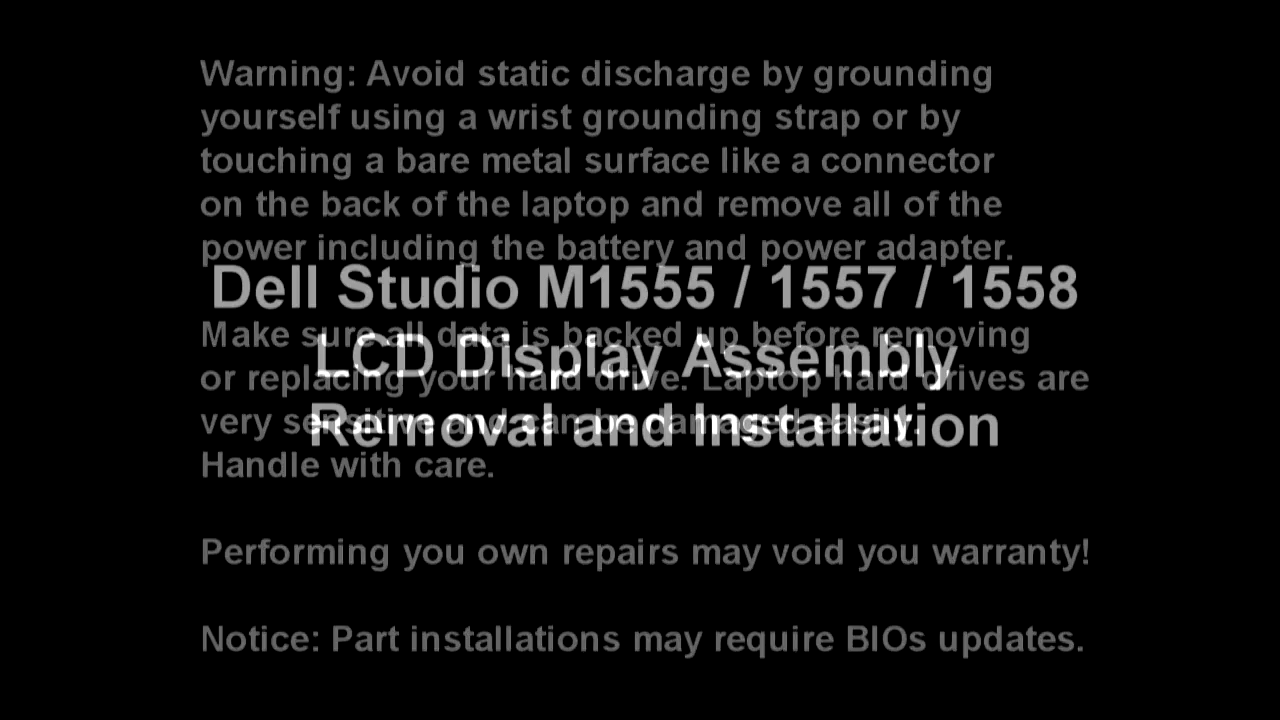 Warning: Avoid static discharge by grounding
yourself using a wrist grounding strap or by
touching a bare metal surface like a connector
on the back of the laptop and remove all of the
power including the battery and power adapter.
Dell Studio M1555 / 1557 / 1558
Make sure all data is backed up before removing
LCD Display Assembly
or replacing your hard drive. Laptop hard drives are
very sensitive and can be damaged easily.
Removal and Installation
Handle with care.
Performing you own repairs may void you warranty!
Notice: Part installations may require BIOs updates.